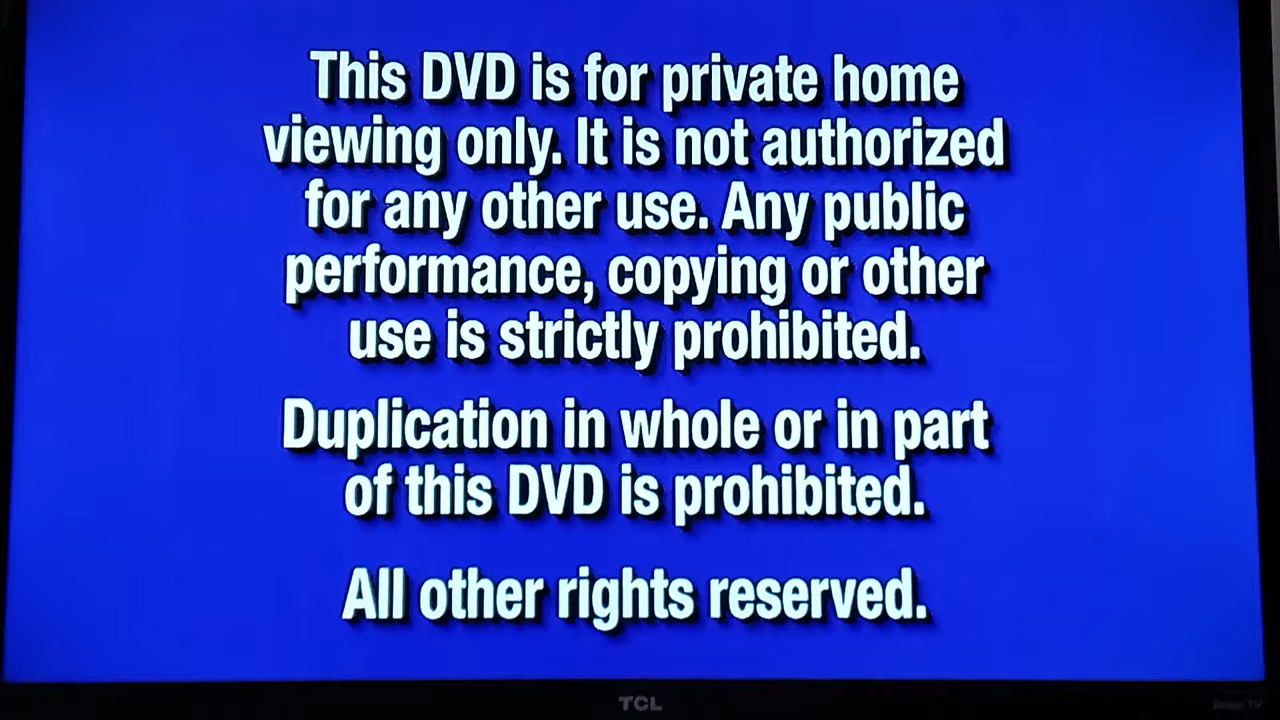 This DVD is for private home
viewing only. It is not authorized
for any other use. Any public
performance, copying or other
use is strictly prohibited.
Duplication in whole or in part
of this DVD is prohibited.
All other rights reserved.
TCL
Roku TV